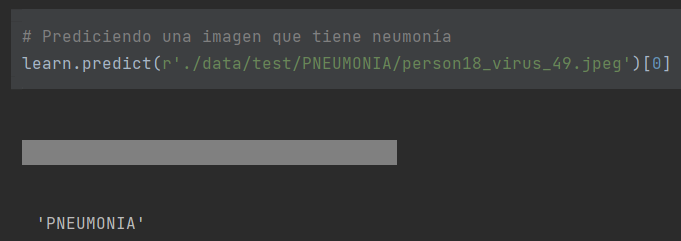 # Prediciendo una imagen que tiene neumonía
learn.predict(r'./data/test/PNEUMONIA/person18_virus_49.jpeg')[0]
'PNEUMONIA'